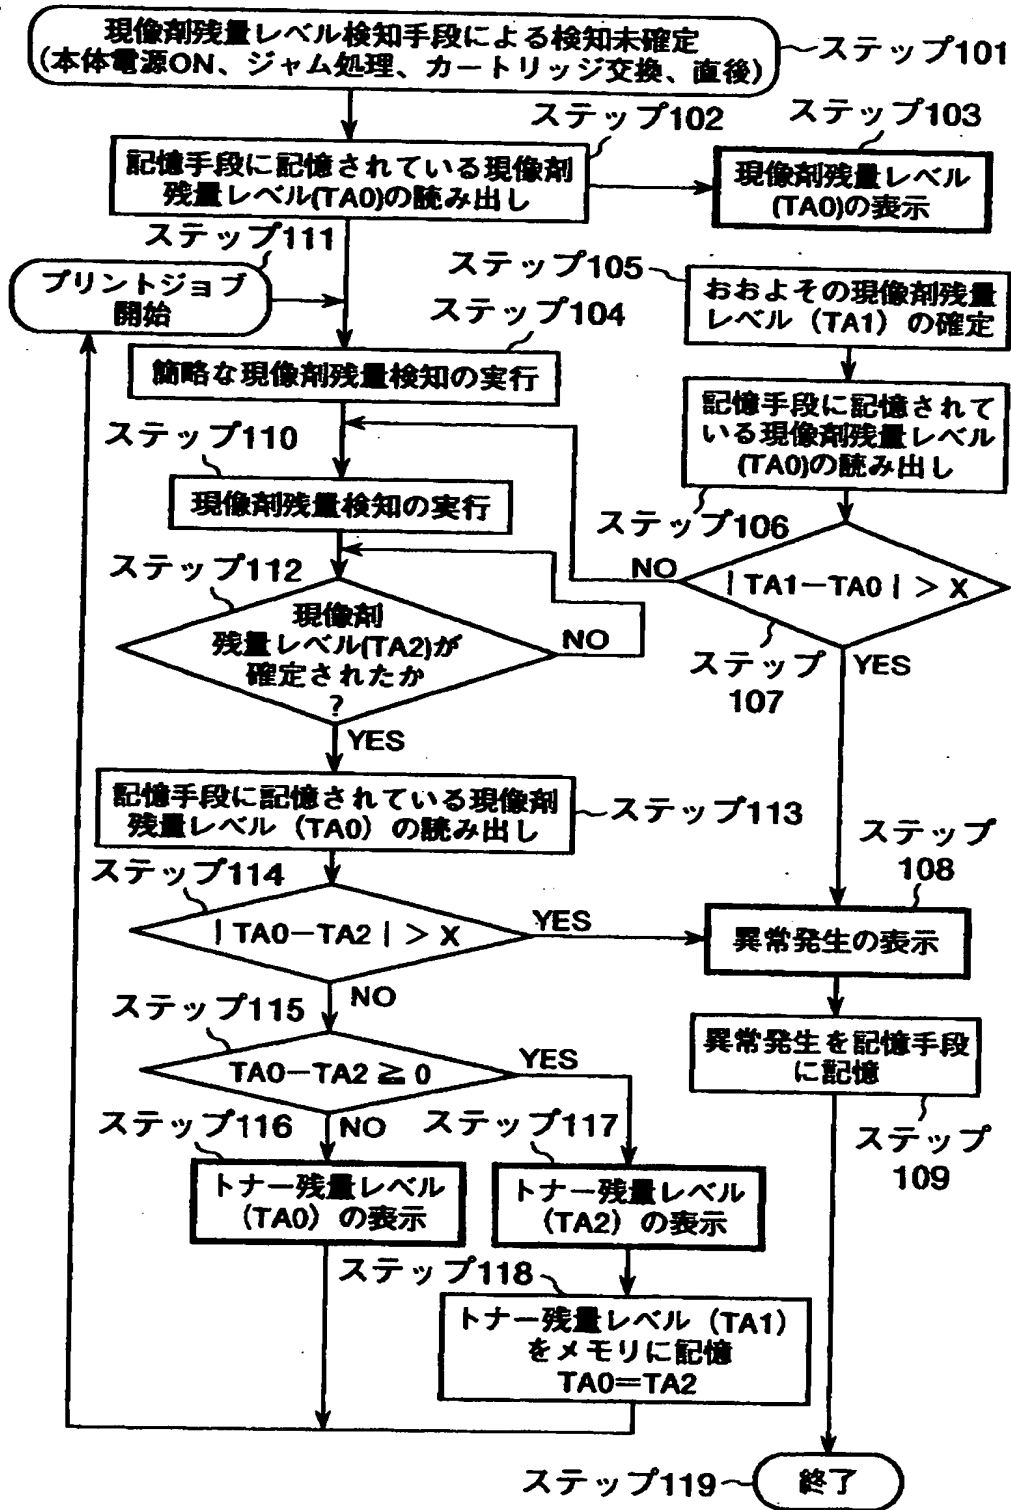 現像剤残量レベル検知手段による検知未確定
(本体電源ON、ジャム処理、カートリッジ交換、直後)
ステップ101
ステップ102
ステップ103
記憶手段に記憶されている現像剤
残量レベル(TA0)の読み出し
現像剤残量レベル
(TA0)の表示
ステップ111
プリントジョブ
開始
ステップ105
おおよその現像剤残量
レベル（TA1）の確定
ステップ104
簡略な現像剤残量検知の実行
記憶手段に記憶されて
いる現像剤残量レベル
(TA0)の読み出し
ステップ106
ステップ110
現像剤残量検知の実行
NO
｜TA1－TA0｜＞X
ステップ
107
YES
ステップ112
現像剤
残量レベル(TA2)が
確定されたか
？
NO
YES
記憶手段に記憶されている現像剤
残量レベル（TA0）の読み出し
ステップ113
ステップ114
｜TA0－TA2｜＞X
YES
ステップ
108
異常発生の表示
NO
ステップ115
TA0－TA2≧0
YES
異常発生を記憶手段
に記憶
ステップ
109
ステップ116
NO
ステップ117
トナー残量レベル
（TA0）の表示
トナー残量レベル
（TA2）の表示
ステップ118
トナー残量レベル（TA1）
をメモリに記憶
TA0＝TA2
ステップ119
終了